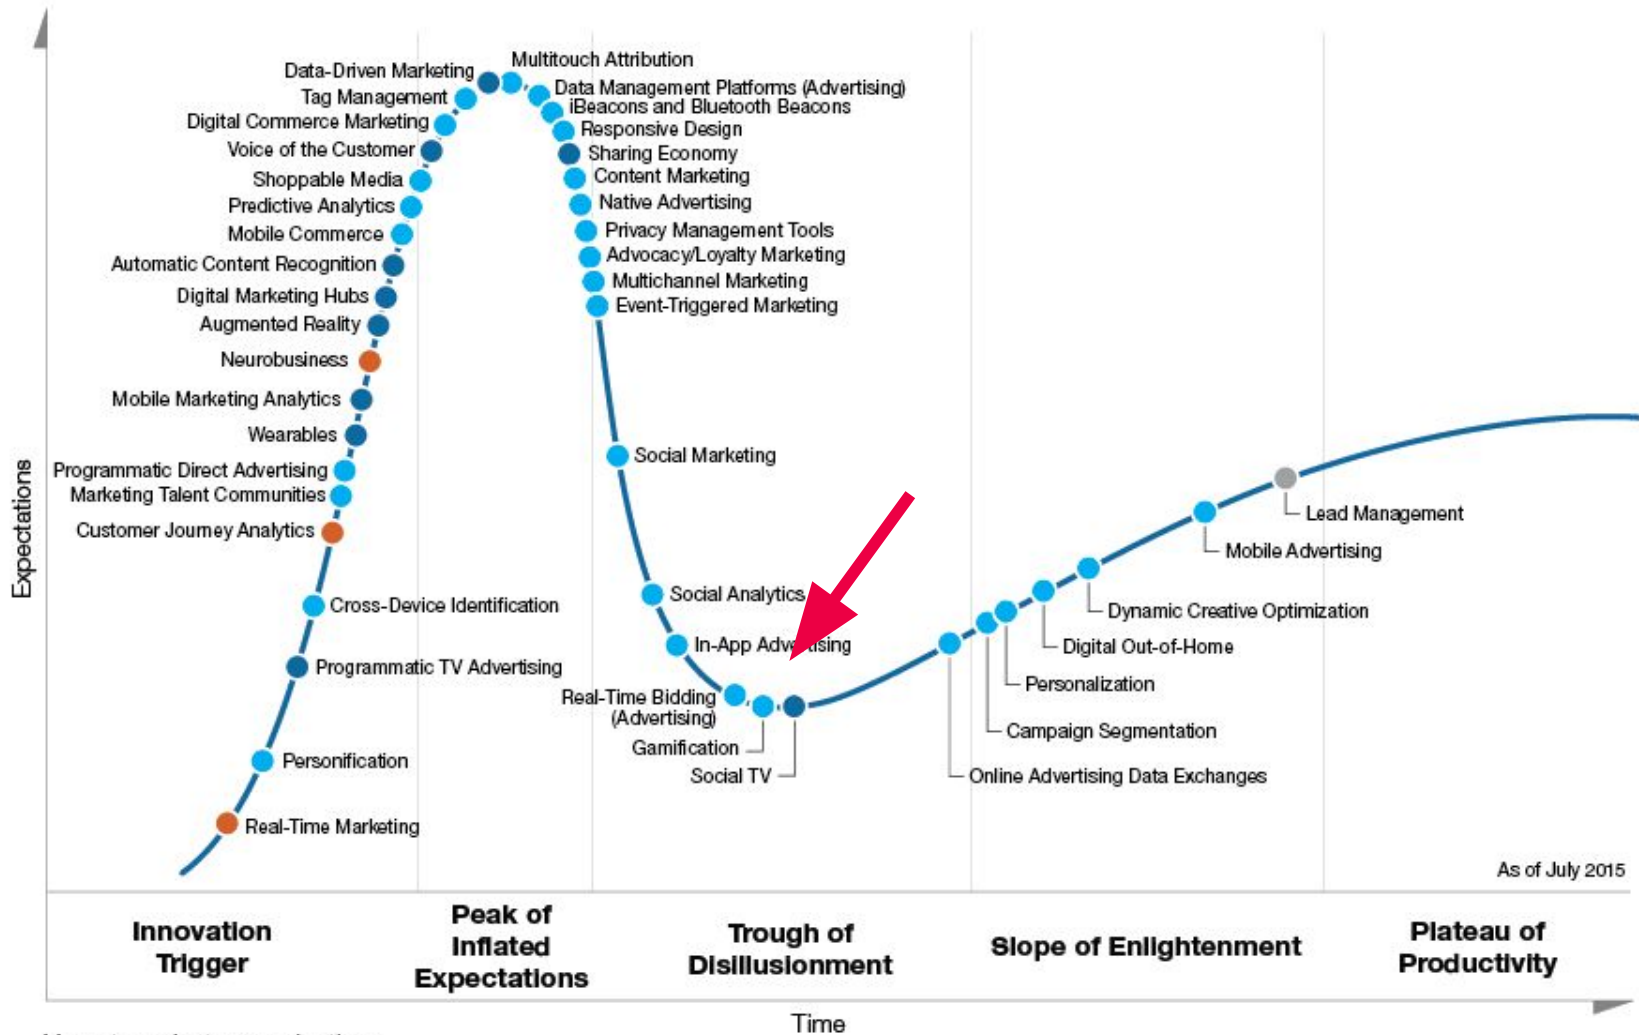 Multitouch Attribution
Data-Driven Marketing
Data Management Platforms (Advertising)
Tag Management
iBeacons and Bluetooth Beacons
Digital Commerce Marketing
Responsive Design
Voice of the Customer
Sharing Economy
Shoppable Media
Content Marketing
Predictive Analytics
Native Advertising
Mobile Commerce
Privacy Management Tools
Automatic Content Recognition
Advocacy/Loyalty Marketing
Digital Marketing Hubs
Multichannel Marketing
Augmented Reality
Event-Triggered Marketing
Neurobusiness
Mobile Marketing Analytics
Wearables
Social Marketing
Programmatic Direct Advertising
Marketing Talent Communities
Customer Journey Analytics
Lead Management
Mobile Advertising
Expectations
Social Analytics
Cross-Device Identification
Dynamic Creative Optimization
In-App Advertising
Digital Out-of-Home
Programmatic TV Advertising
Personalization
Real-Time Bidding
(Advertising)
Campaign Segmentation
Gamification
Social TV
Online Advertising Data Exchanges
Personification
Real-Time Marketing
As of July 2015
Innovation
Trigger
Peak of
Inflated
Expectations
Trough of
Disillusionment
Slope of Enlightenment
Plateau of
Productivity
Time